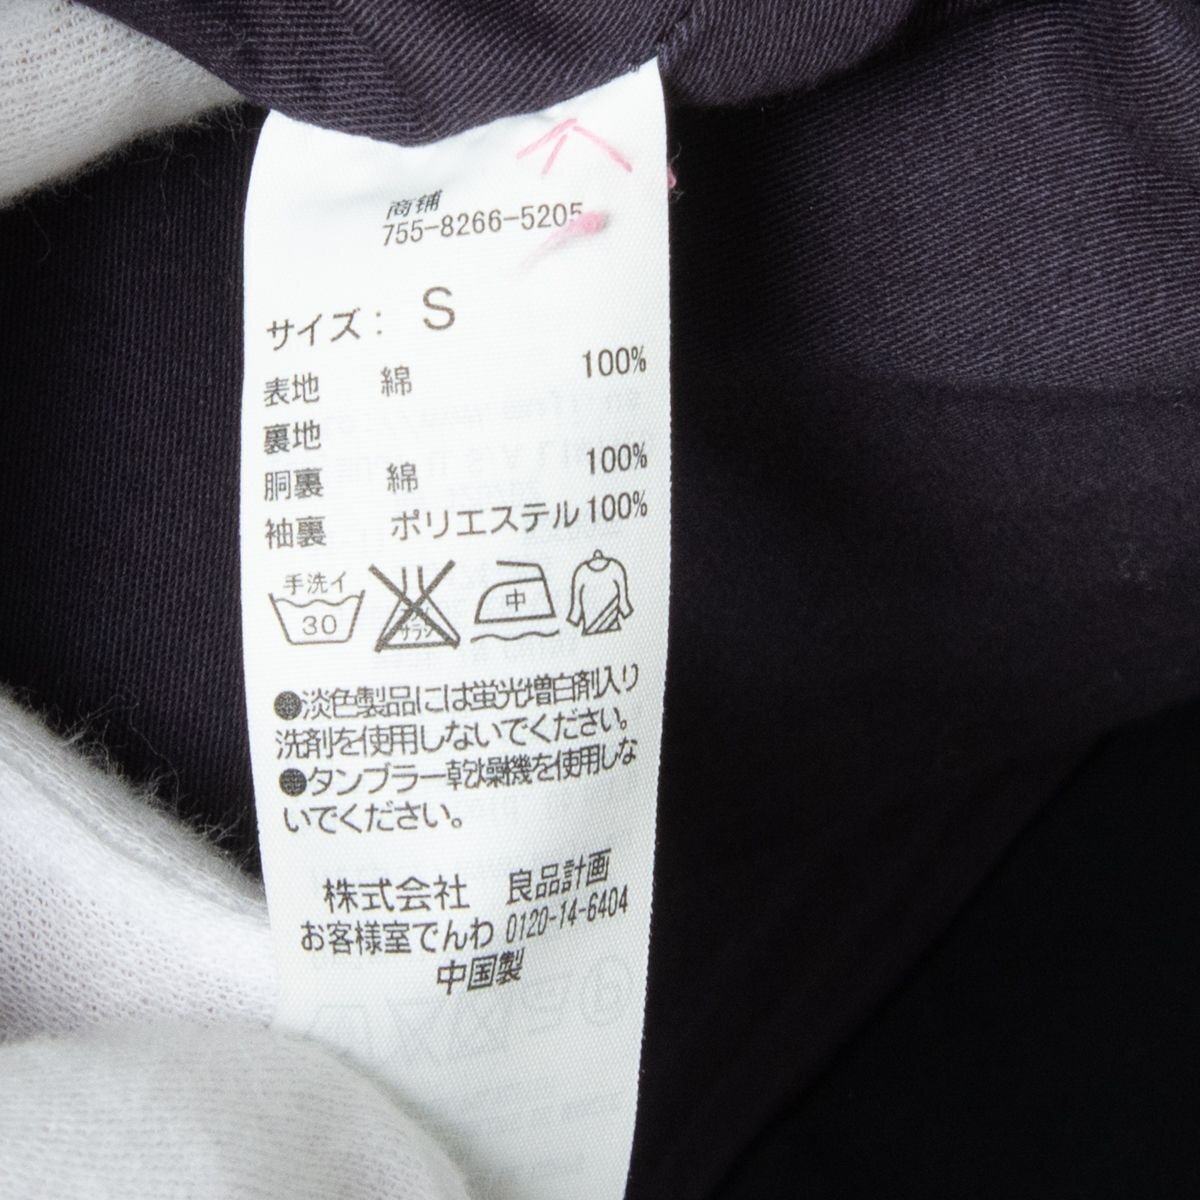 商铺
755-8266-5205
サイズ： S
表地 綿 100%
裏地
胴裏 綿 100%
袖裏 ポリエステル 100%
手洗イ
30
中
●淡色製品には蛍光増白剤入り
洗剤を使用しないでください。
●タンブラー乾燥機を使用しな
いでください。
株式会社 良品計画
お客様室でんわ 0120-14-6404
中国製